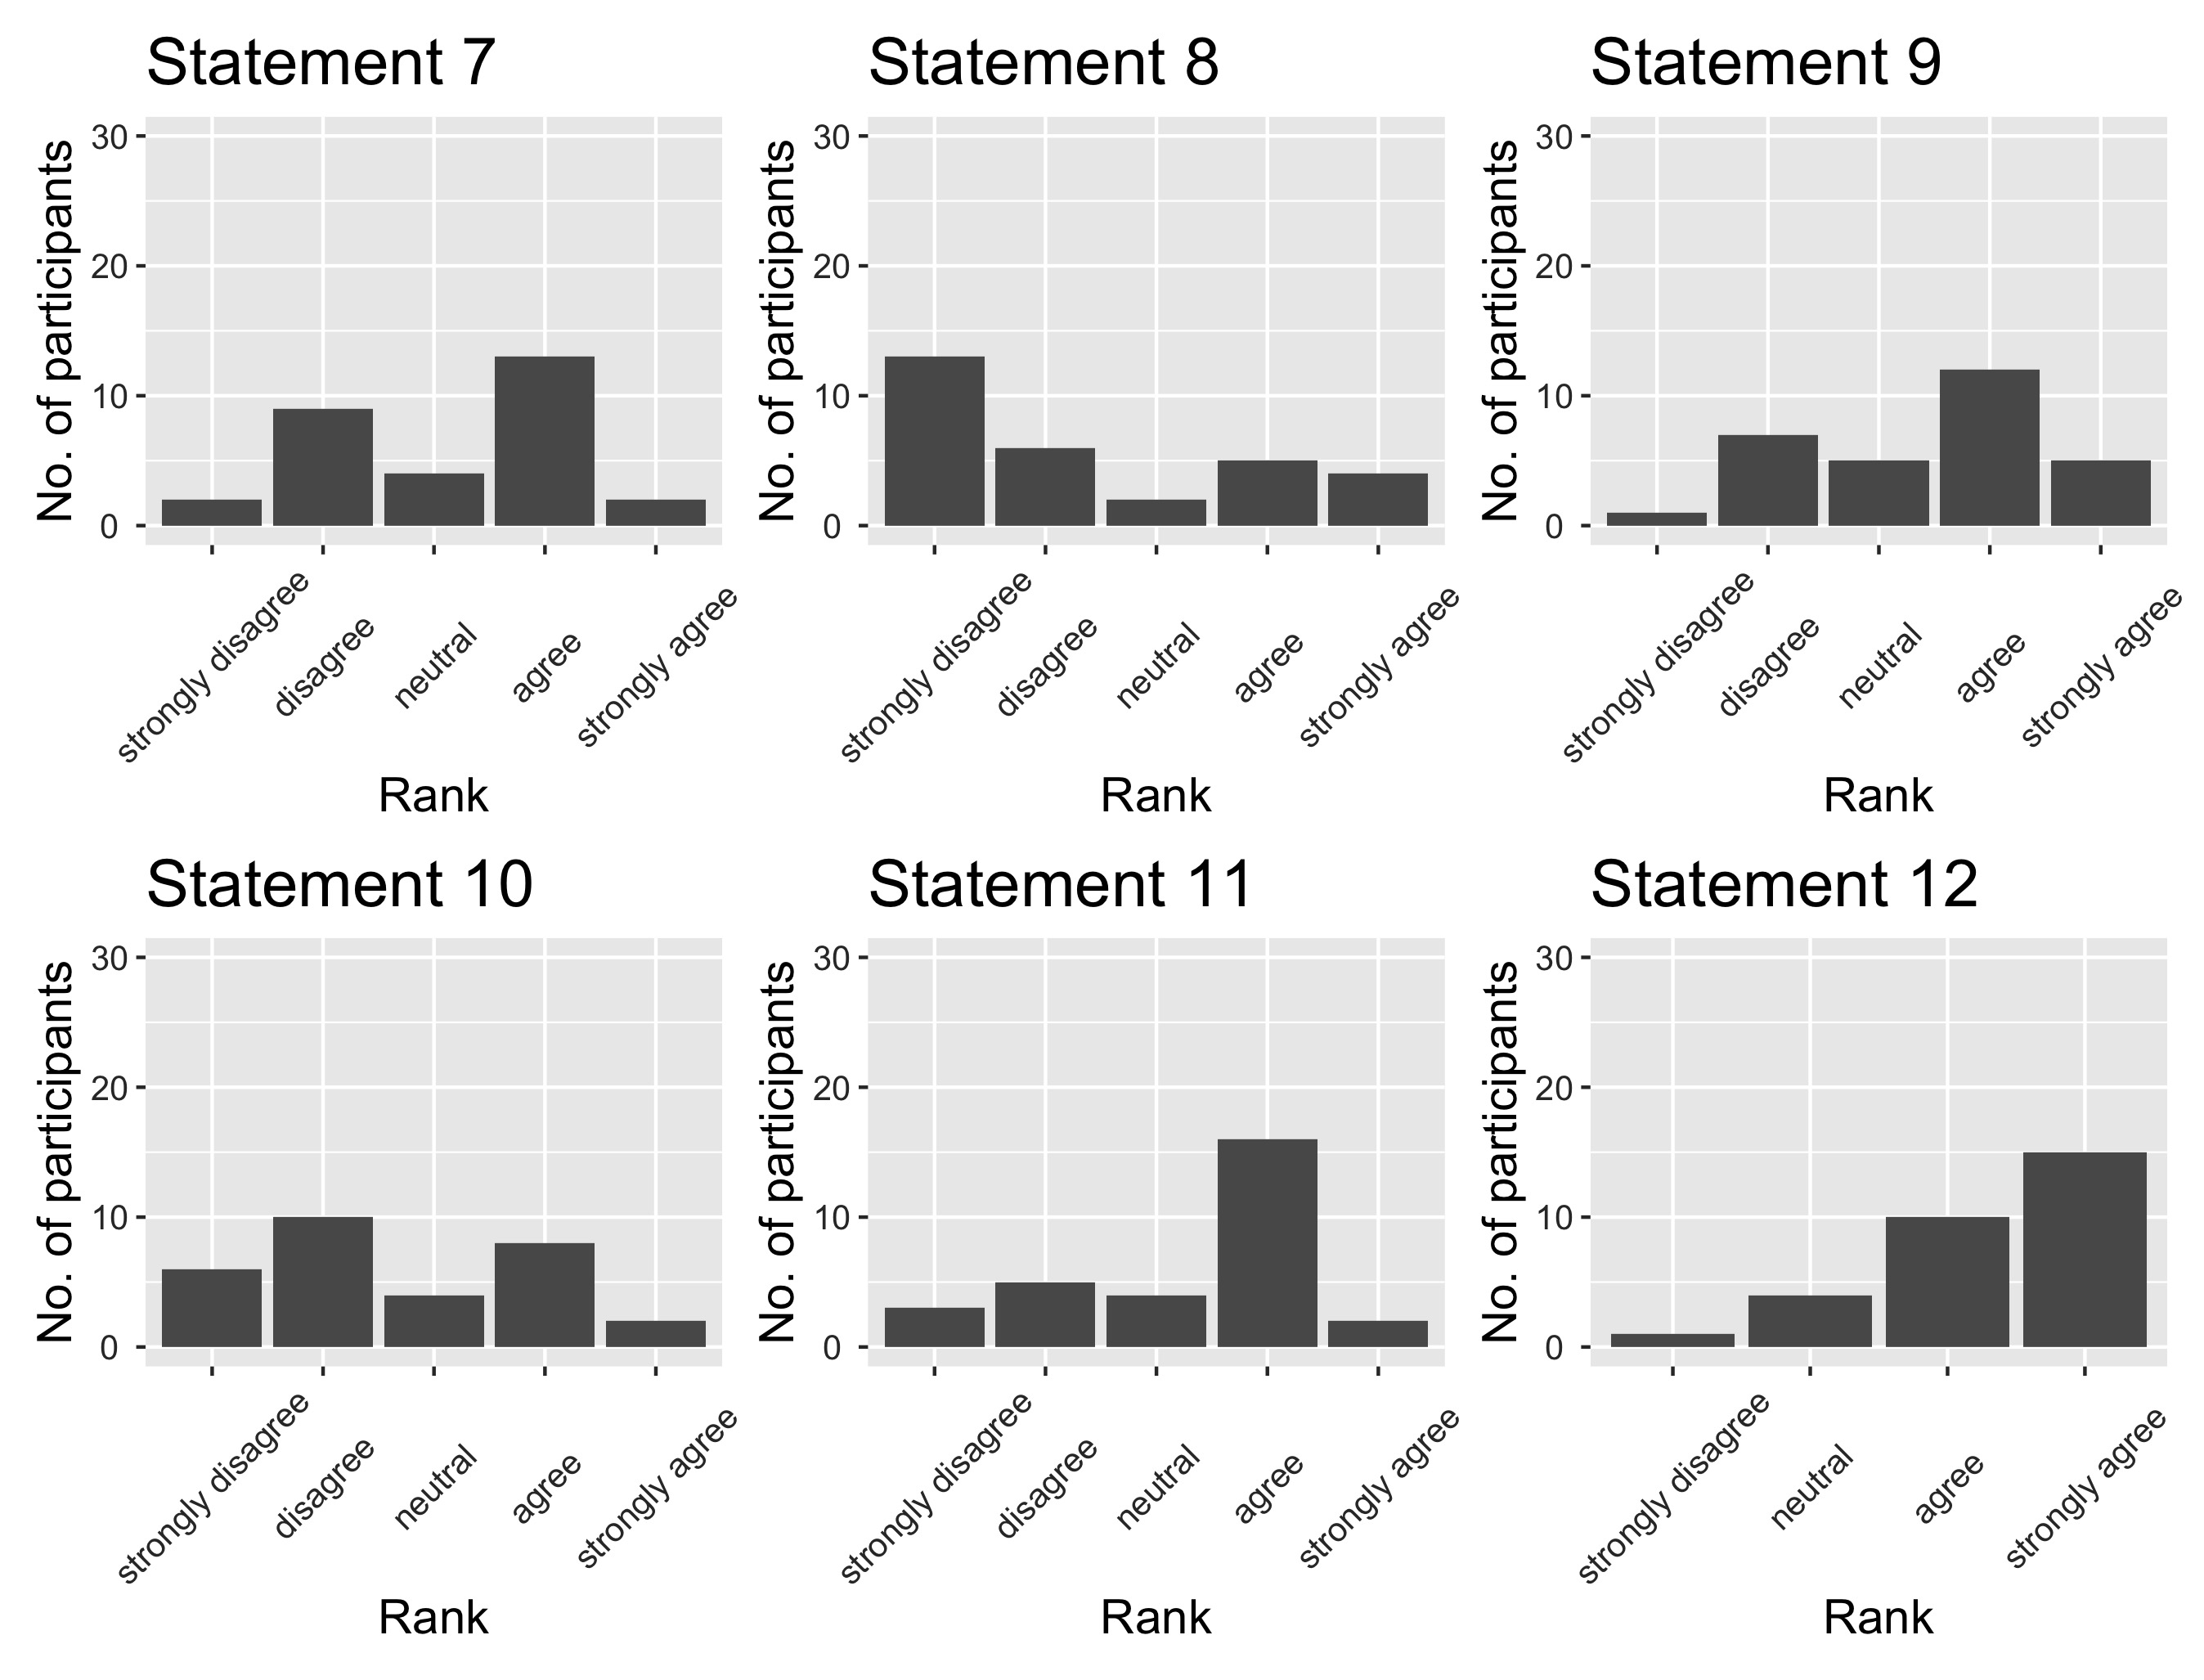 Statement 7
No. of participants
30
20
10
0
strongly disagree
disagree
neutral
agree
strongly agree
Rank
Statement 8
No. of participants
30
20
10
0
strongly disagree
disagree
neutral
agree
strongly agree
Rank
Statement 9
No. of participants
30
20
10
0
strongly disagree
disagree
neutral
agree
strongly agree
Rank
Statement 10
No. of participants
30
20
10
0
strongly disagree
disagree
neutral
agree
strongly agree
Rank
Statement 11
No. of participants
30
20
10
0
strongly disagree
disagree
neutral
agree
strongly agree
Rank
Statement 12
No. of participants
30
20
10
0
strongly disagree
neutral
agree
strongly agree
Rank